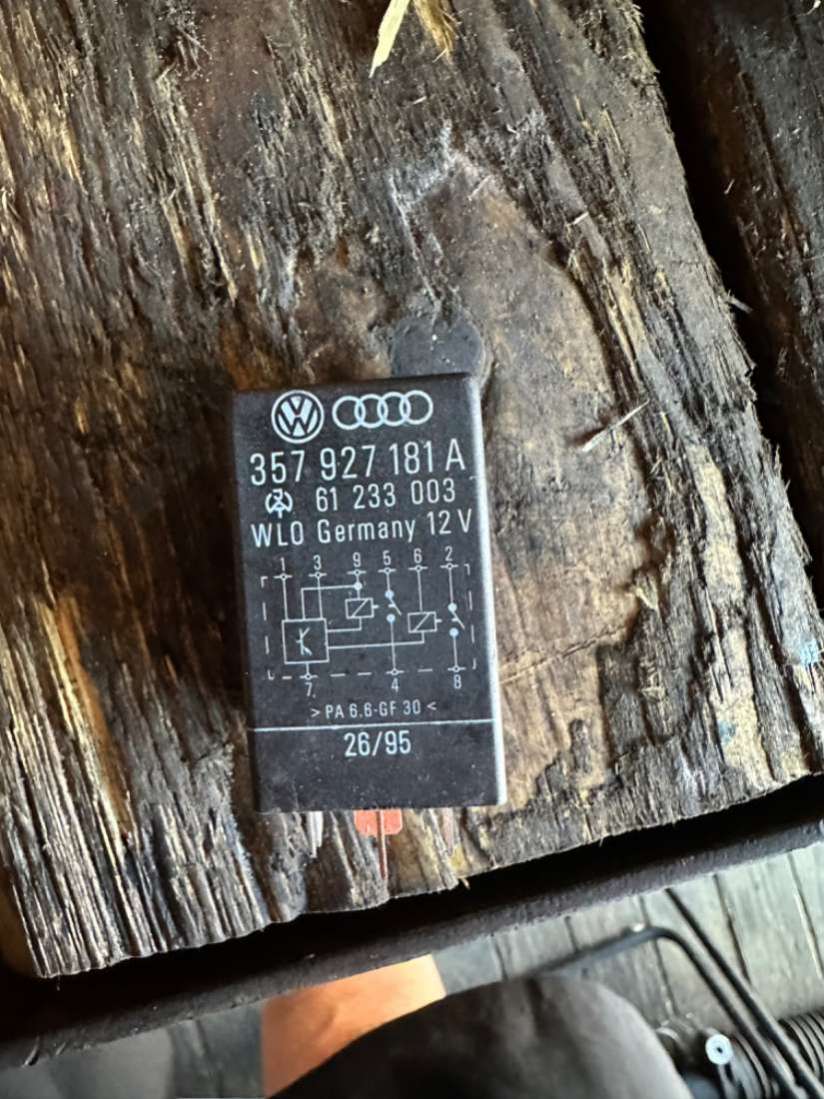 357 927 181 A
61 233 003
WLO Germany 12 V
1 3 9 5 6 2
7. 4 8
>PA 6.6-GF 30<
26/95